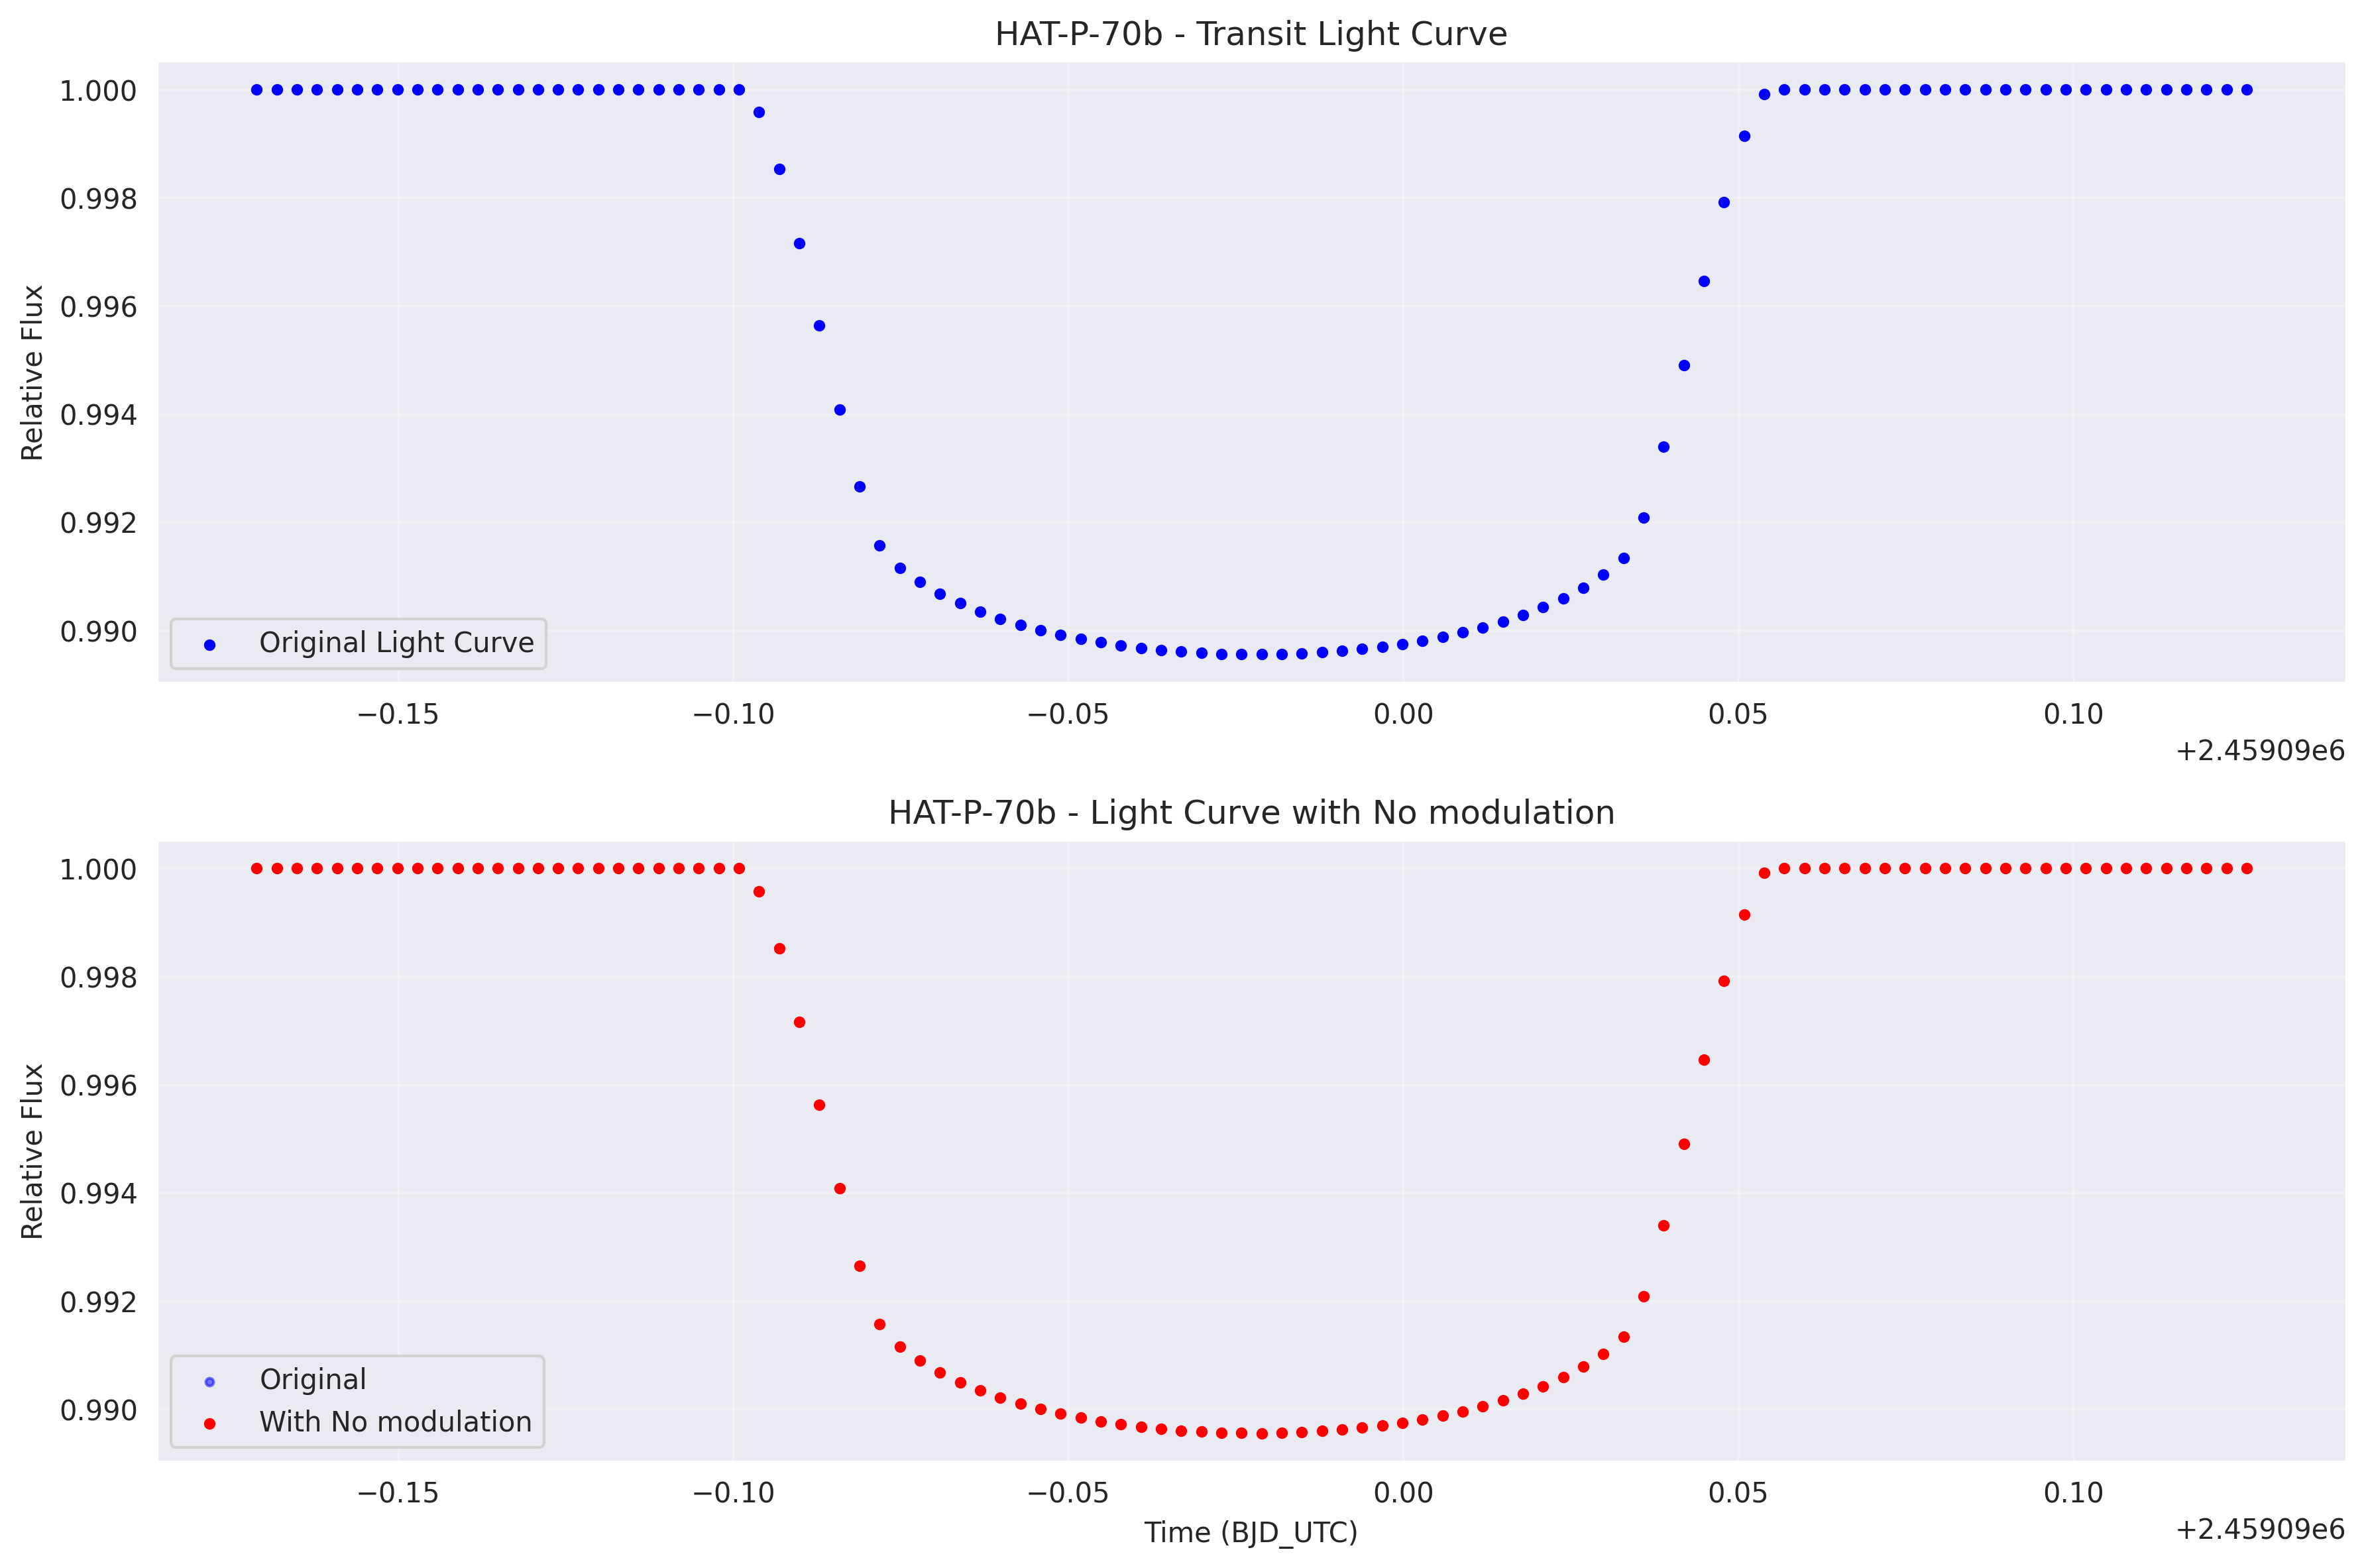 HAT-P-70b - Transit Light Curve
Relative Flux
1.000
0.998
0.996
0.994
0.992
0.990
Original Light Curve
−0.15
−0.10
−0.05
0.00
0.05
0.10
+2.45909e6
HAT-P-70b - Light Curve with No modulation
Relative Flux
1.000
0.998
0.996
0.994
0.992
0.990
Original
With No modulation
−0.15
−0.10
−0.05
0.00
0.05
0.10
Time (BJD_UTC)
+2.45909e6